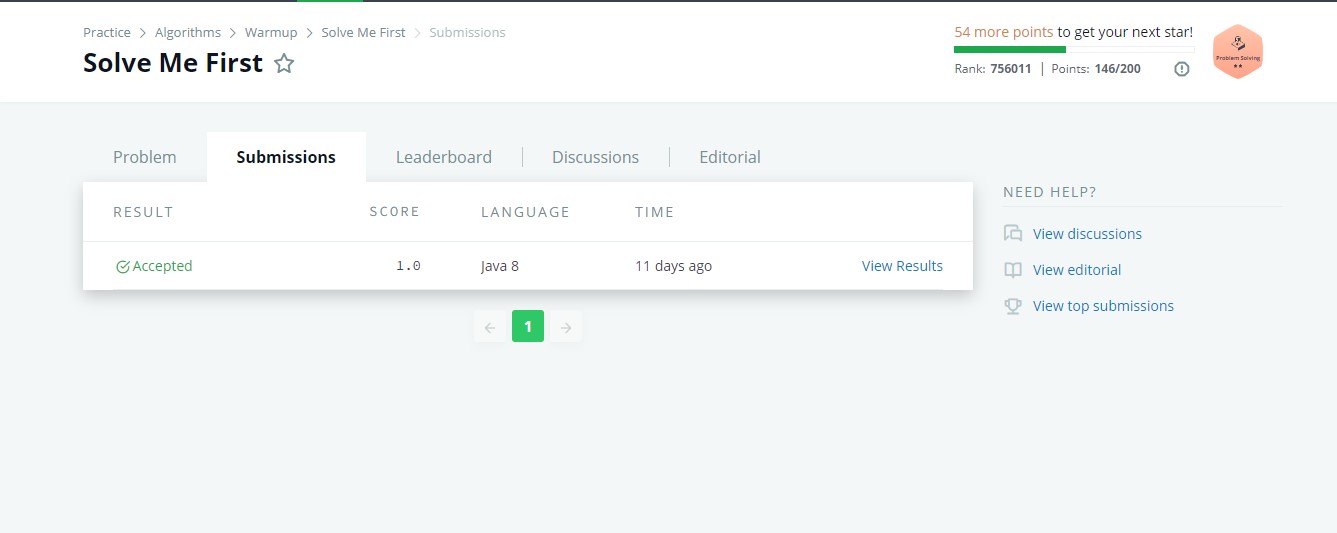 Practice > Algorithms > Warmup > Solve Me First > Submissions
Solve Me First
54 more points to get your next star!
Rank: 756011 | Points: 146/200
Problem Solving
Problem
Submissions
Leaderboard
Discussions
Editorial
RESULT SCORE LANGUAGE TIME
Accepted 1.0 Java 8 11 days ago View Results
1
NEED HELP?
View discussions
View editorial
View top submissions